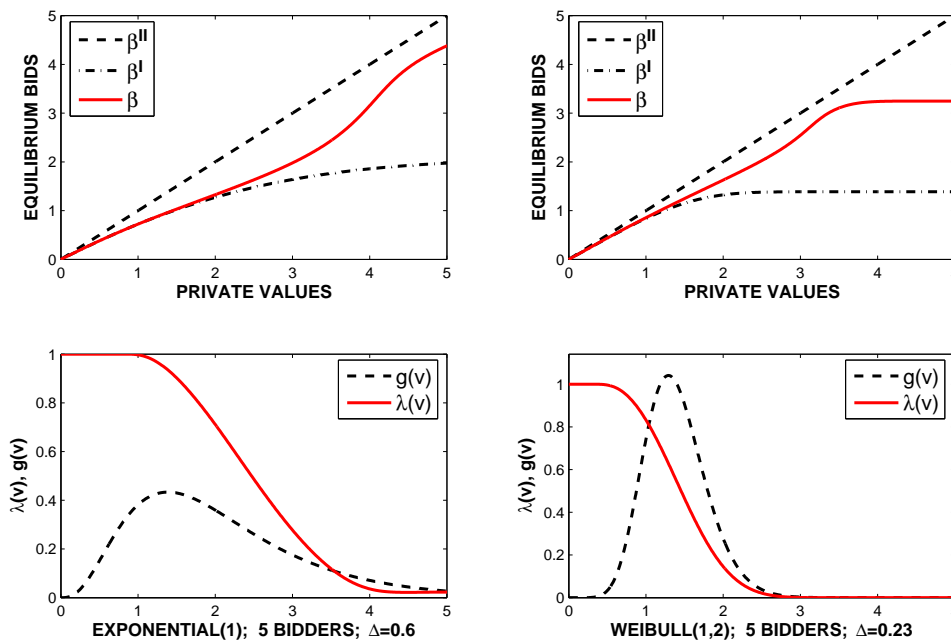 EQUILIBRIUM BIDS
5
4
3
2
1
0
β^II
β^I
β
0 1 2 3 4 5
PRIVATE VALUES
EQUILIBRIUM BIDS
5
4
3
2
1
0
β^II
β^I
β
0 1 2 3 4
PRIVATE VALUES
λ(v), g(v)
1
0.8
0.6
0.4
0.2
0
g(v)
λ(v)
0 1 2 3 4 5
EXPONENTIAL(1); 5 BIDDERS; Δ=0.6
λ(v), g(v)
1
0.8
0.6
0.4
0.2
0
g(v)
λ(v)
0 1 2 3 4 5
WEIBULL(1,2); 5 BIDDERS; Δ=0.23